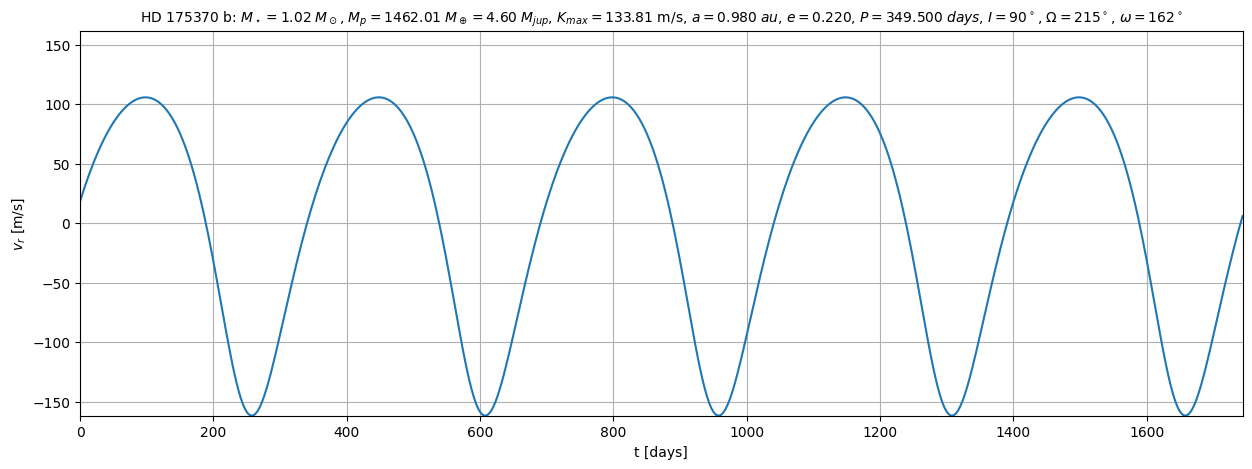 HD 175370 b: M⋆ = 1.02 M⊙, Mp = 1462.01 M⊕ = 4.60 Mjup, Kmax = 133.81 m/s, a = 0.980 au, e = 0.220, P = 349.500 days, I = 90°, Ω = 215°, ω = 162°
150
100
50
0
−50
−100
−150
vr [m/s]
0 200 400 600 800 1000 1200 1400 1600
t [days]